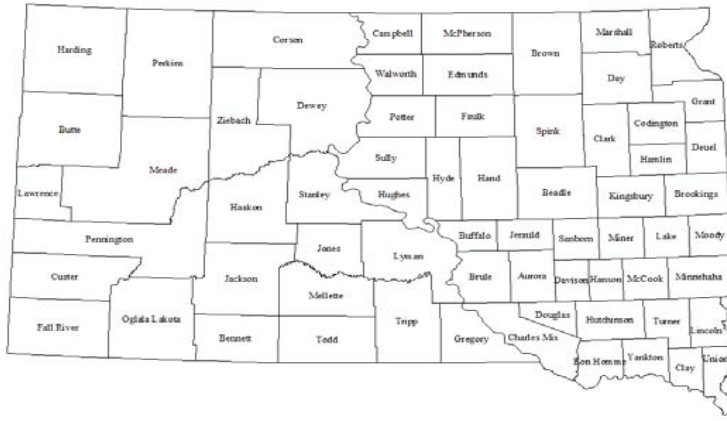 Harding
Perkins
Corson
Campbell
McPherson
Brown
Marshall
Roberts
Walworth
Edmunds
Day
Dewey
Ziebach
Potter
Faulk
Grant
Butte
Spink
Clark
Codington
Deuel
Hamlin
Meade
Sully
Hyde
Hand
Lawrence
Haakon
Stanley
Hughes
Beadle
Kingsbury
Brookings
Pennington
Jones
Lyman
Buffalo
Jerauld
Sanborn
Miner
Lake
Moody
Custer
Jackson
Brule
Aurora
Davison
Hanson
McCook
Minnehaha
Mellette
Fall River
Oglala Lakota
Bennett
Todd
Tripp
Gregory
Douglas
Charles Mix
Hutchinson
Turner
Lincoln
Bon Homme
Yankton
Clay
Union